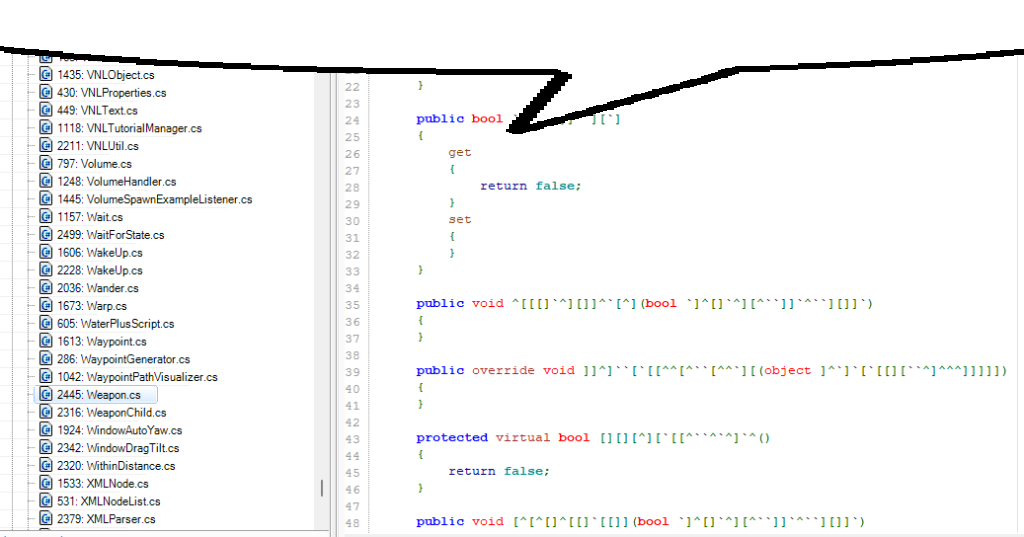 1435: VNLObject.cs
430: VNLProperties.cs
449: VNLText.cs
1118: VNLTutorialManager.cs
2211: VNLUtil.cs
797: Volume.cs
1248: VolumeHandler.cs
1445: VolumeSpawnExampleListener.cs
1157: Wait.cs
2499: WaitForState.cs
1606: WakeUp.cs
2228: WakeUp.cs
2036: Wander.cs
1673: Warp.cs
605: WaterPlusScript.cs
1613: Waypoint.cs
286: WaypointGenerator.cs
1042: WaypointPathVisualizer.cs
2445: Weapon.cs
2316: WeaponChild.cs
1924: WindowAutoYaw.cs
2342: WindowDragTilt.cs
2320: WithinDistance.cs
1533: XMLNode.cs
531: XMLNodeList.cs
2379: XMLParser.cs
22 }
23
24 public bool
25 {
26 get
27 {
28 return false;
29 }
30 set
31 {
32 }
33 }
34
35 public void ^[[[]`^][]]^`[^](bool `]^[]`^][^``]]`^``][]]`)
36 {
37 }
38
39 public override void ]]^]``[`[[^^[^``[^^`][(object ]^`]`[`[[][``^]^^^]]]]])
40 {
41 }
42
43 protected virtual bool [][][^][`[[^``^`^]`^()
44 {
45 return false;
46 }
47
48 public void [^[^[]^[[]`[[]](bool `]^[]`^][^``]]`^``][]]`)